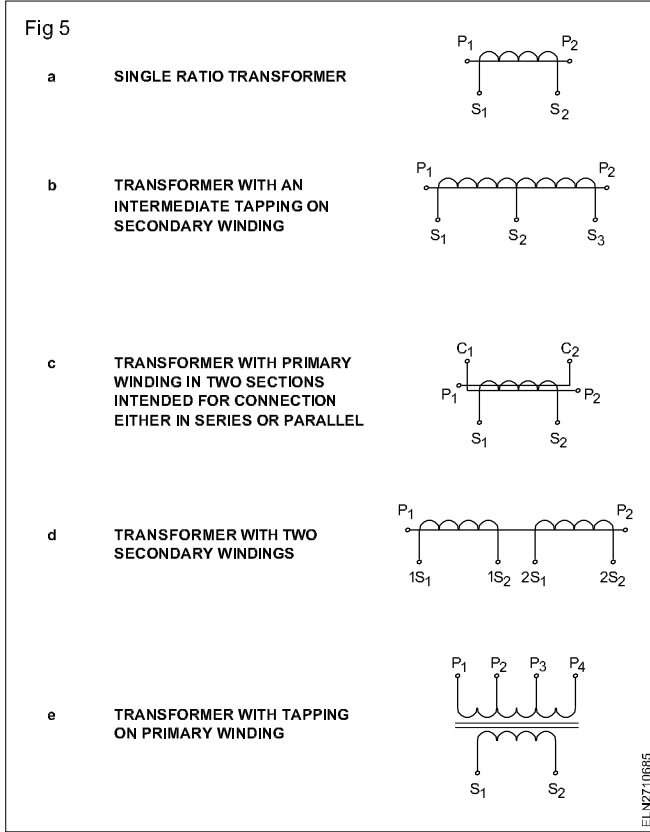 Fig 5
a SINGLE RATIO TRANSFORMER
P1 P2
S1 S2
b TRANSFORMER WITH AN
INTERMEDIATE TAPPING ON
SECONDARY WINDING
P1 P2
S1 S2 S3
c TRANSFORMER WITH PRIMARY
WINDING IN TWO SECTIONS
INTENDED FOR CONNECTION
EITHER IN SERIES OR PARALLEL
C1 C2
P1 P2
S1 S2
d TRANSFORMER WITH TWO
SECONDARY WINDINGS
P1 P2
1S1 1S2 2S1 2S2
e TRANSFORMER WITH TAPPING
ON PRIMARY WINDING
P1 P2 P3 P4
S1 S2
ELN2710685